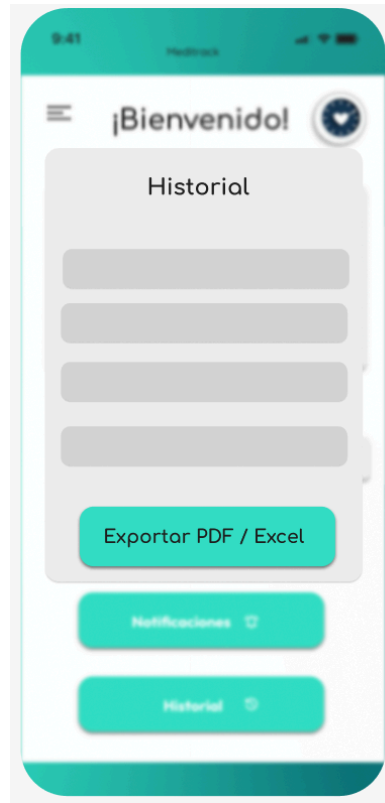 9:41
Meditrack
¡Bienvenido!
Historial
Exportar PDF / Excel
Notificaciones
Historial